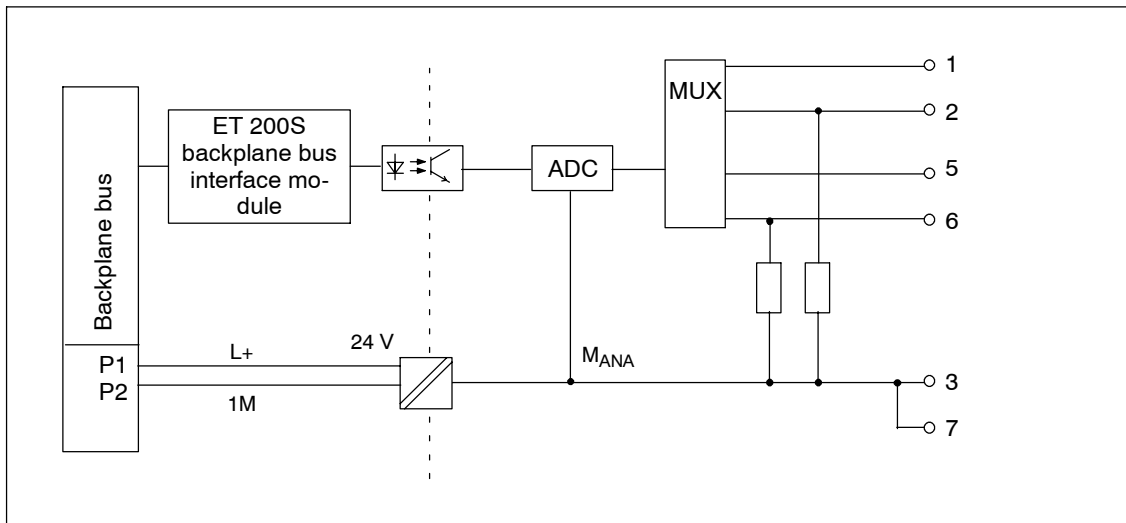 Backplane bus
P1
P2
ET 200S
backplane bus
interface mo-
dule
L+
1M
24 V
ADC
MANA
MUX
1
2
5
6
3
7